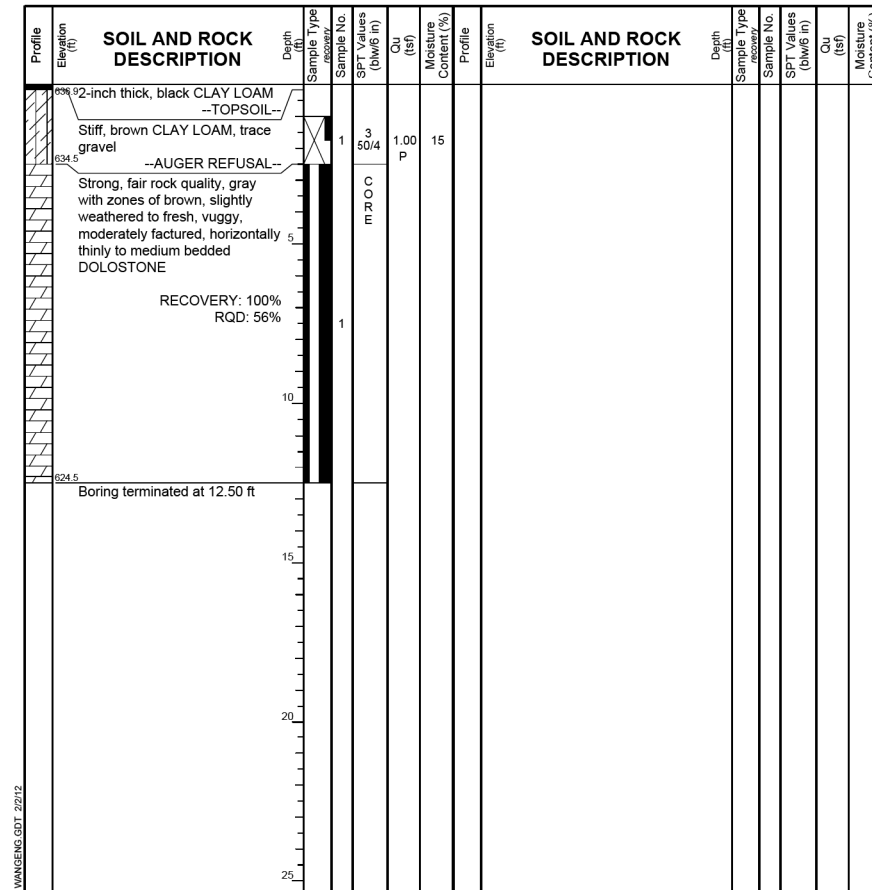 Profile
Elevation
(ft)
SOIL AND ROCK
DESCRIPTION
Depth
(ft)
Sample Type
recovery
Sample No.
SPT Values
(blw/6 in)
Qu
(tsf)
Moisture
Content (%)
Profile
Elevation
(ft)
SOIL AND ROCK
DESCRIPTION
Depth
(ft)
Sample Type
recovery
Sample No.
SPT Values
(blw/6 in)
Qu
(tsf)
Moisture
Content (%)
2-inch thick, black CLAY LOAM
--TOPSOIL--
Stiff, brown CLAY LOAM, trace
gravel
634.5
--AUGER REFUSAL--
1
3
50/4
1.00
P
15
Strong, fair rock quality, gray
with zones of brown, slightly
weathered to fresh, vuggy,
moderately factured, horizontally
thinly to medium bedded
DOLOSTONE
5
C
O
R
E
RECOVERY: 100%
RQD: 56%
1
10
624.5
Boring terminated at 12.50 ft
15
20
25
WANGENG.GDT 2/2/12